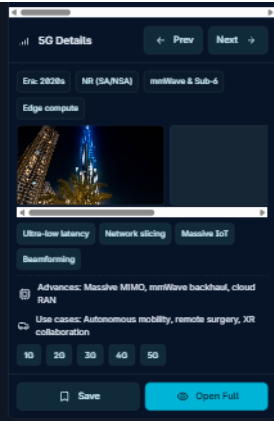 5G Details
← Prev
Next →
Era: 2020s
NR (SA/NSA)
mmWave & Sub-6
Edge compute
Ultra-low latency
Network slicing
Massive IoT
Beamforming
Advances: Massive MIMO, mmWave backhaul, cloud
RAN
Use cases: Autonomous mobility, remote surgery, XR
collaboration
1G
2G
3G
4G
5G
Save
Open Full